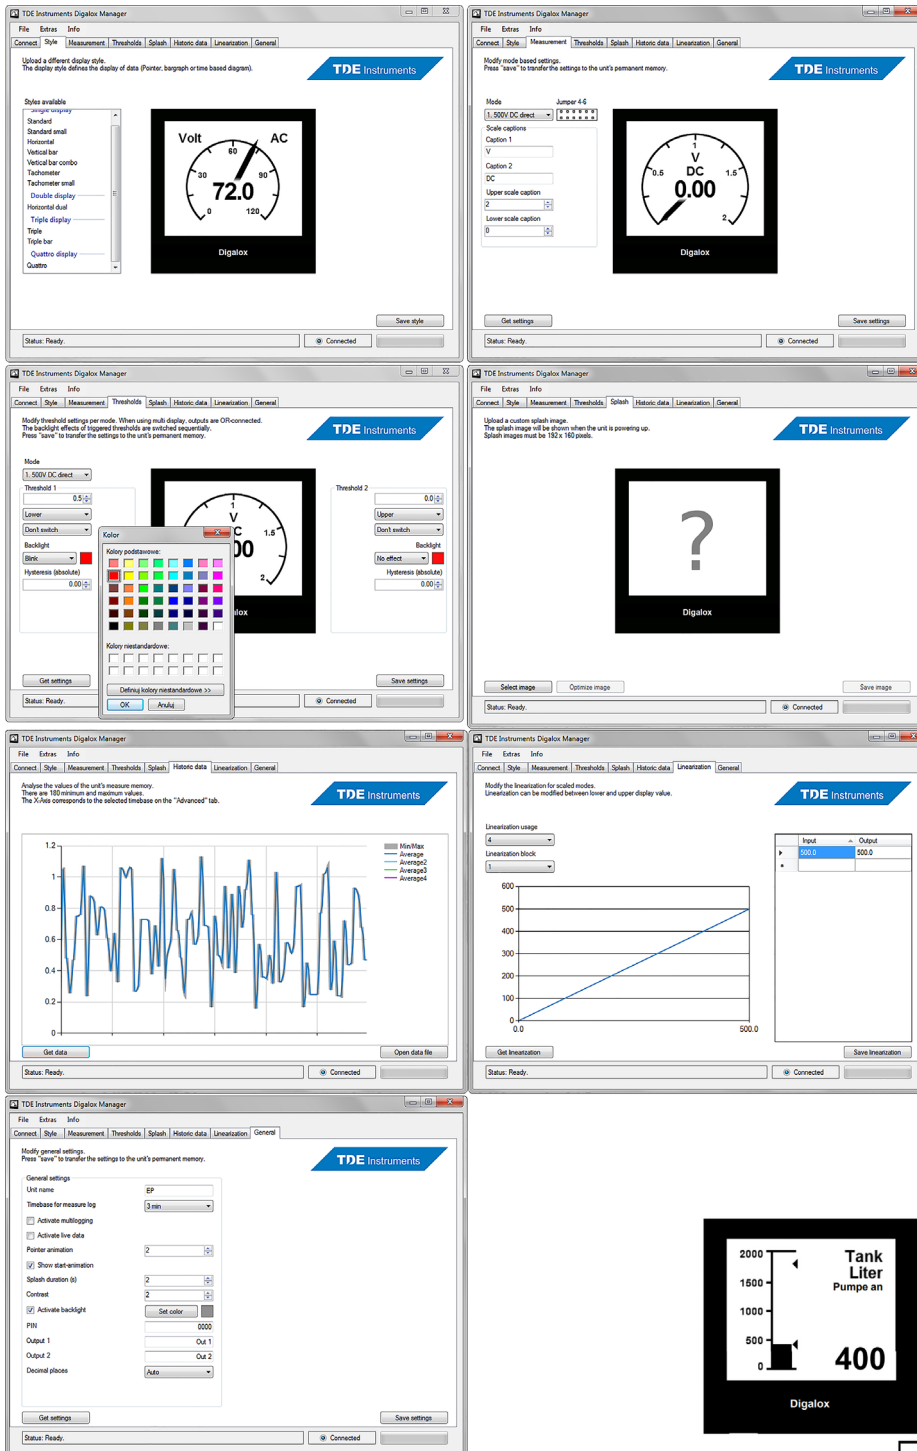 TDE Instruments Digalox Manager
File Extras Info
Connect Style Measurement Thresholds Splash Historic data Linearization General
Upload a different display style.
The display style defines the display of data (Pointer, bargraph or time based diagram).
TDE Instruments
Styles available
Single display
Standard
Standard small
Horizontal
Vertical bar
Vertical bar combo
Tachometer
Tachometer small
Double display
Horizontal dual
Triple display
Triple
Triple bar
Quattro display
Quattro
Volt AC
60
30 90
72.0
0 120
Digalox
Save style
Status: Ready. Connected
TDE Instruments Digalox Manager
File Extras Info
Connect Style Measurement Thresholds Splash Historic data Linearization General
Modify mode based settings.
Press "save" to transfer the settings to the unit's permanent memory.
TDE Instruments
Mode Jumper 4-6
1. 500V DC direct
Scale captions
Caption 1
V
Caption 2
DC
Upper scale caption
2
Lower scale caption
0
1
V
0.5 DC 1.5
0.00
2
Digalox
Get settings Save settings
Status: Ready. Connected
TDE Instruments Digalox Manager
File Extras Info
Connect Style Measurement Thresholds Splash Historic data Linearization General
Modify threshold settings per mode. When using multi display, outputs are OR-connected.
The backlight effects of triggered thresholds are switched sequentially.
Press "save" to transfer the settings to the unit's permanent memory.
TDE Instruments
Mode
1. 500V DC direct
Threshold 1
0.5
Lower
Don't switch
Backlight
Blink
Hysteresis (absolute)
0.00
1
V
C 1.5
00
2
Threshold 2
0.0
Upper
Don't switch
Backlight
No effect
Hysteresis (absolute)
0.00
Kolor
Kolory podstawowe:
Kolory niestandardowe:
Definiuj kolory niestandardowe >>
OK Anuluj
Get settings Save settings
Status: Ready. Connected
TDE Instruments Digalox Manager
File Extras Info
Connect Style Measurement Thresholds Splash Historic data Linearization General
Upload a custom splash image.
The splash image will be shown when the unit is powering up.
Splash images must be 192 x 160 pixels.
TDE Instruments
?
Digalox
Select image Optimize image Save image
Status: Ready. Connected
TDE Instruments Digalox Manager
File Extras Info
Connect Style Measurement Thresholds Splash Historic data Linearization General
Analyse the values of the unit's measure memory.
There are 180 minimum and maximum values.
The X-Axis corresponds to the selected timebase on the "Advanced" tab.
TDE Instruments
1.2
1
0.8
0.6
0.4
0.2
0
Min/Max
Average
Average2
Average3
Average4
Get data Open data file
Status: Ready. Connected
TDE Instruments Digalox Manager
File Extras Info
Connect Style Measurement Thresholds Splash Historic data Linearization General
Modify the linearization for scaled modes.
Linearization can be modified between lower and upper display value.
TDE Instruments
Linearization usage
4
Linearization block
1
Input Output
500.0 500.0
600
500
400
300
200
100
0
0.0 500.0
Get linearization Save linearization
Status: Ready. Connected
TDE Instruments Digalox Manager
File Extras Info
Connect Style Measurement Thresholds Splash Historic data Linearization General
Modify general settings.
Press "save" to transfer the settings to the unit's permanent memory.
TDE Instruments
General settings
Unit name EP
Timebase for measure log 3 min
Activate multilogging
Activate live data
Pointer animation 2
Show start-animation
Splash duration (s) 2
Contrast 2
Activate backlight Set color
PIN 0000
Output 1 Out 1
Output 2 Out 2
Decimal places Auto
Get settings Save settings
Status: Ready. Connected
2000 Tank
Liter
1500 Pumpe an
1000
500
0 400
Digalox